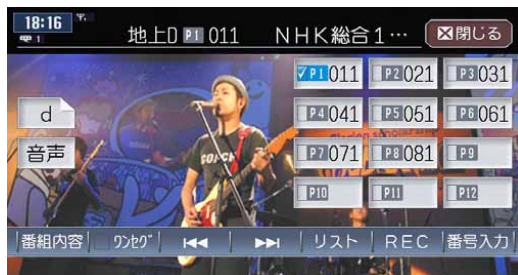 18:16
1
地上D P1 011 NHK総合1… ×閉じる
P1 011 P2 021 P3 031
d P4 041 P5 051 P6 061
音声 P7 071 P8 081 P9
P10 P11 P12
番組内容 ワンセグ リスト REC 番号入力